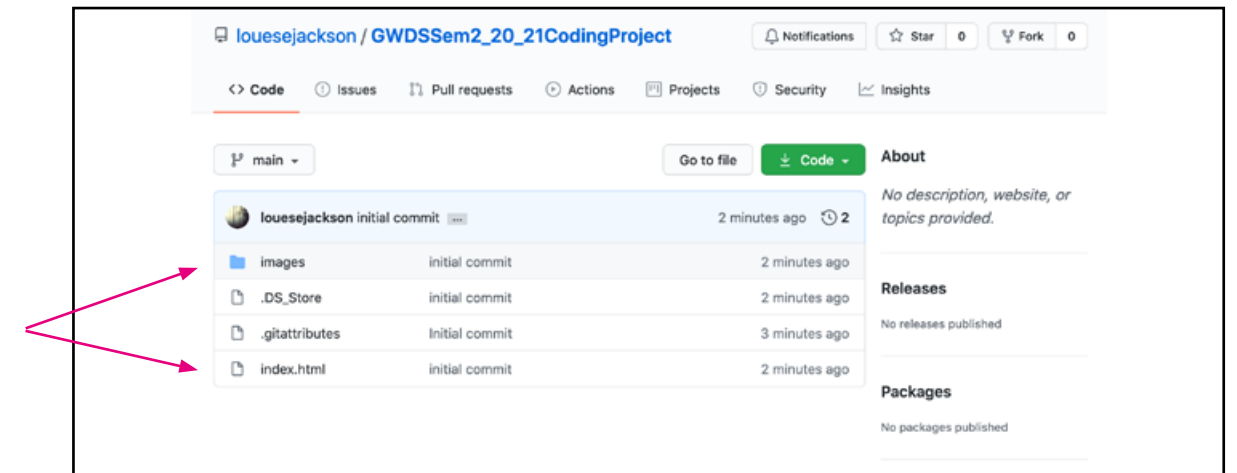 louesejackson / GWDSSem2_20_21CodingProject Notifications Star 0 Fork 0
<> Code Issues Pull requests Actions Projects Security Insights
main Go to file Code
louesejackson initial commit ... 2 minutes ago 2
images initial commit 2 minutes ago
.DS_Store initial commit 2 minutes ago
.gitattributes Initial commit 3 minutes ago
index.html initial commit 2 minutes ago
About
No description, website, or
topics provided.
Releases
No releases published
Packages
No packages published